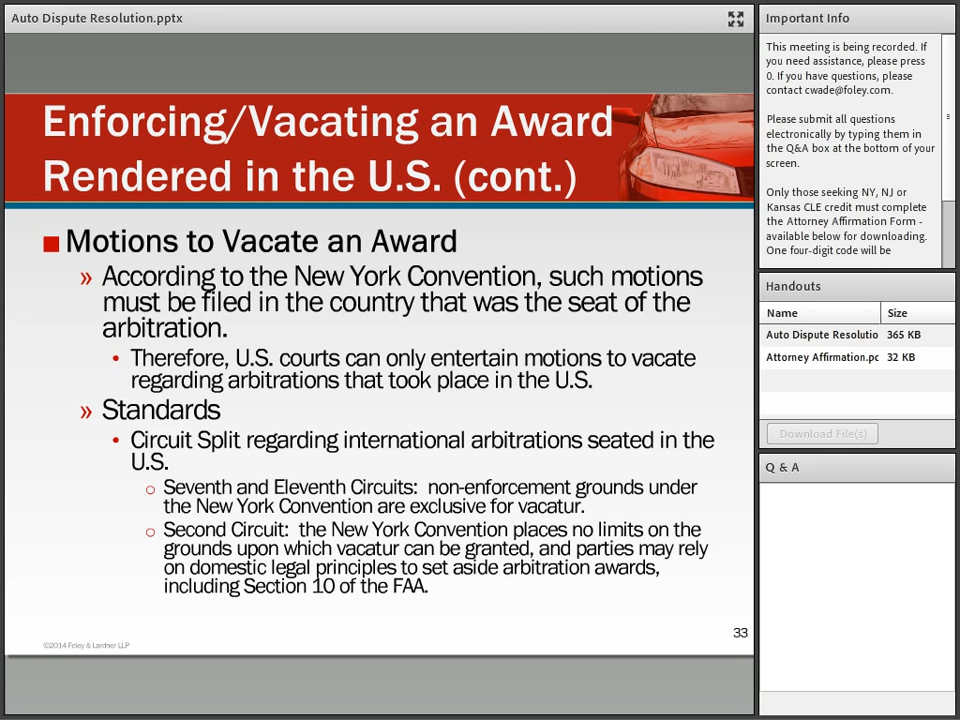 Auto Dispute Resolution.pptx
Enforcing/Vacating an Award
Rendered in the U.S. (cont.)
■ Motions to Vacate an Award
» According to the New York Convention, such motions
must be filed in the country that was the seat of the
arbitration.
• Therefore, U.S. courts can only entertain motions to vacate
regarding arbitrations that took place in the U.S.
» Standards
• Circuit Split regarding international arbitrations seated in the
U.S.
o Seventh and Eleventh Circuits: non-enforcement grounds under
the New York Convention are exclusive for vacatur.
o Second Circuit: the New York Convention places no limits on the
grounds upon which vacatur can be granted, and parties may rely
on domestic legal principles to set aside arbitration awards,
including Section 10 of the FAA.
33
©2014 Foley & Lardner LLP
Important Info
This meeting is being recorded. If
you need assistance, please press
0. If you have questions, please
contact cwade@foley.com.
Please submit all questions
electronically by typing them in
the Q&A box at the bottom of your
screen.
Only those seeking NY, NJ or
Kansas CLE credit must complete
the Attorney Affirmation Form -
available below for downloading.
One four-digit code will be
Handouts
Name Size
Auto Dispute Resolutio 365 KB
Attorney Affirmation.pc 32 KB
Download File(s)
Q & A